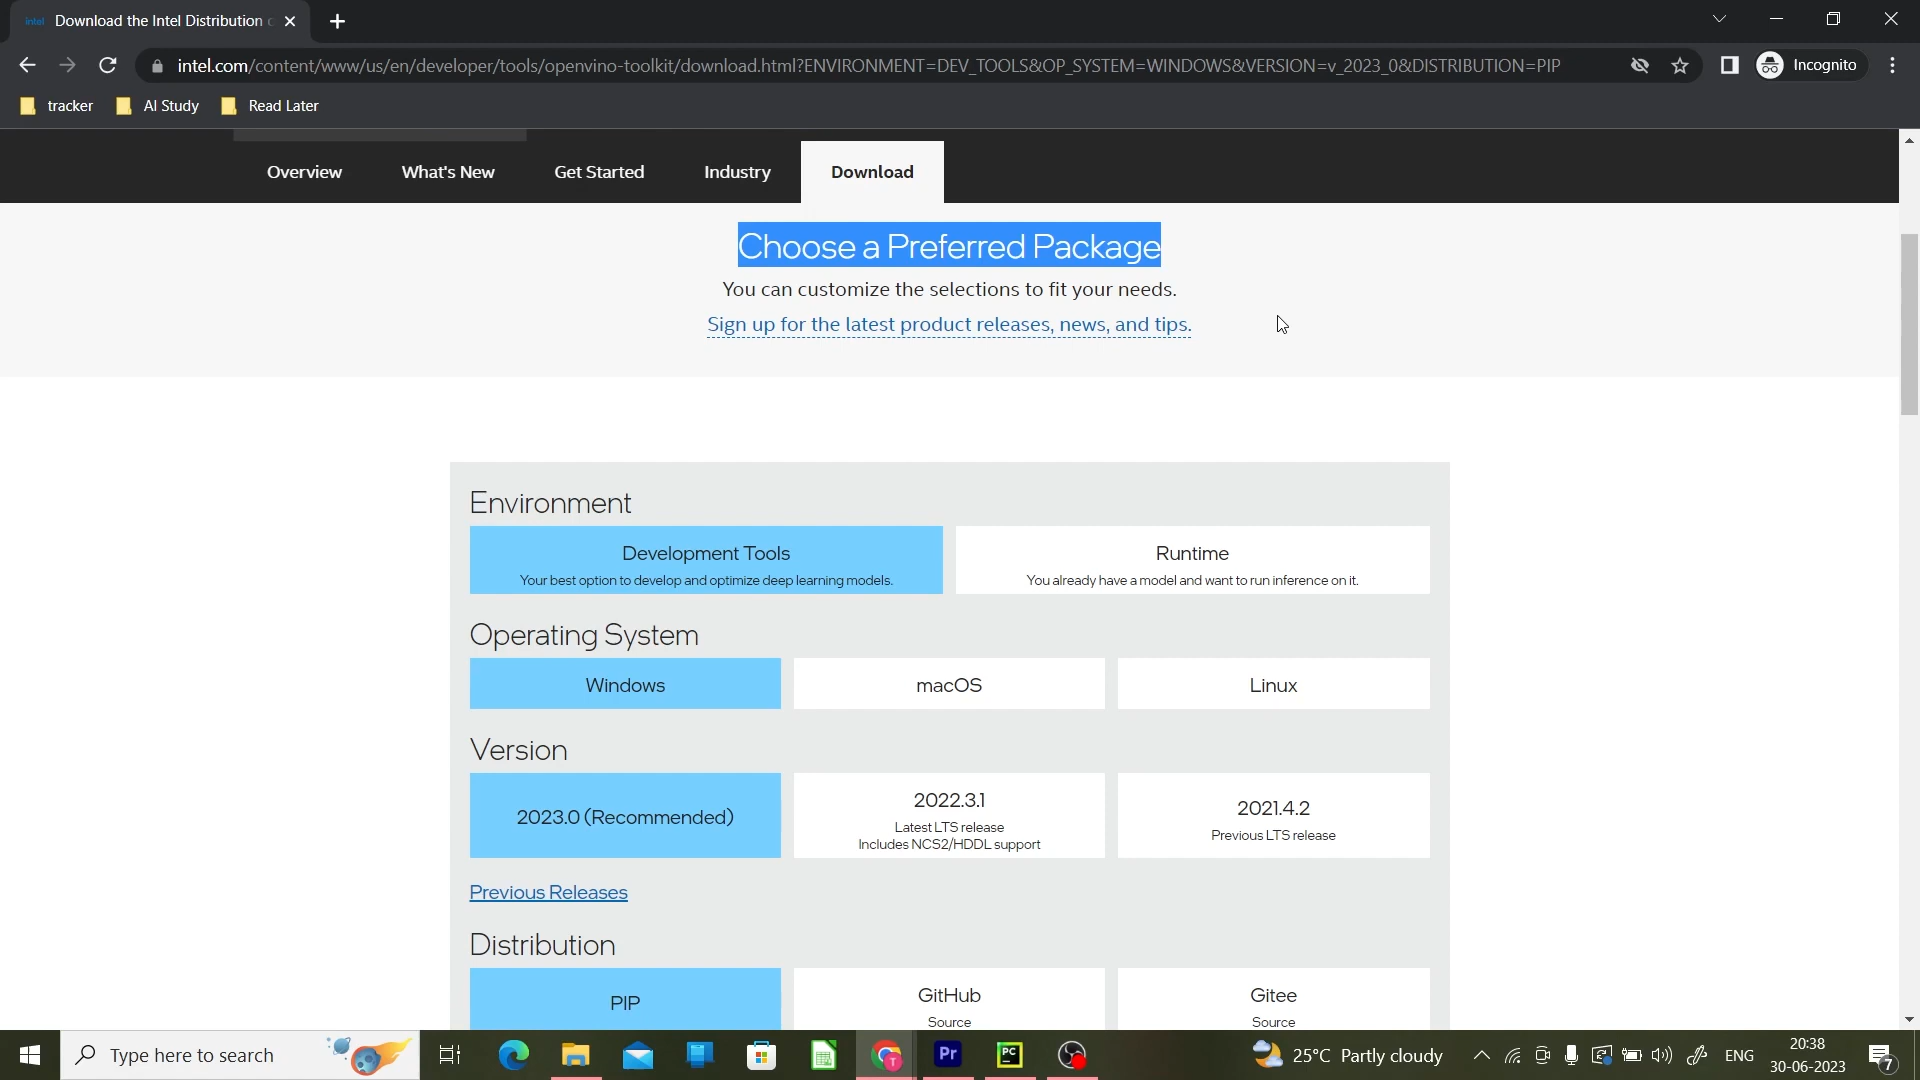 intel Download the Intel Distribution
intel.com/content/www/us/en/developer/tools/openvino-toolkit/download.html?ENVIRONMENT=DEV_TOOLS&OP_SYSTEM=WINDOWS&VERSION=v_2023_0&DISTRIBUTION=PIP
Incognito
tracker AI Study Read Later
Overview What's New Get Started Industry Download
Choose a Preferred Package
You can customize the selections to fit your needs.
Sign up for the latest product releases, news, and tips.
Environment
Development Tools
Your best option to develop and optimize deep learning models.
Runtime
You already have a model and want to run inference on it.
Operating System
Windows macOS Linux
Version
2023.0 (Recommended)
2022.3.1
Latest LTS release
Includes NCS2/HDDL support
2021.4.2
Previous LTS release
Previous Releases
Distribution
PIP
GitHub
Source
Gitee
Source
Type here to search
T
Pr
PC
25°C Partly cloudy
ENG
20:38
30-06-2023
7